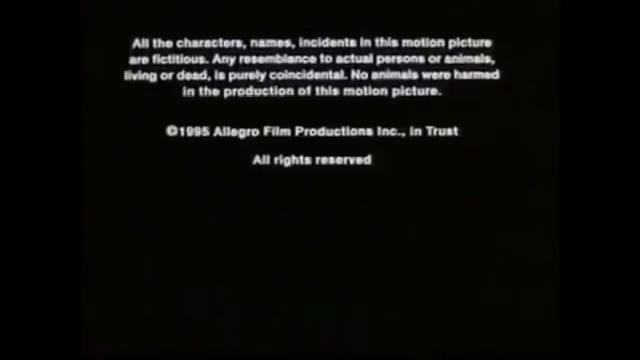 All the characters, names, incidents in this motion picture
are fictitious. Any resemblance to actual persons or animals,
living or dead, is purely coincidental. No animals were harmed
in the production of this motion picture.
©1995 Allegro Film Productions Inc., in Trust
All rights reserved